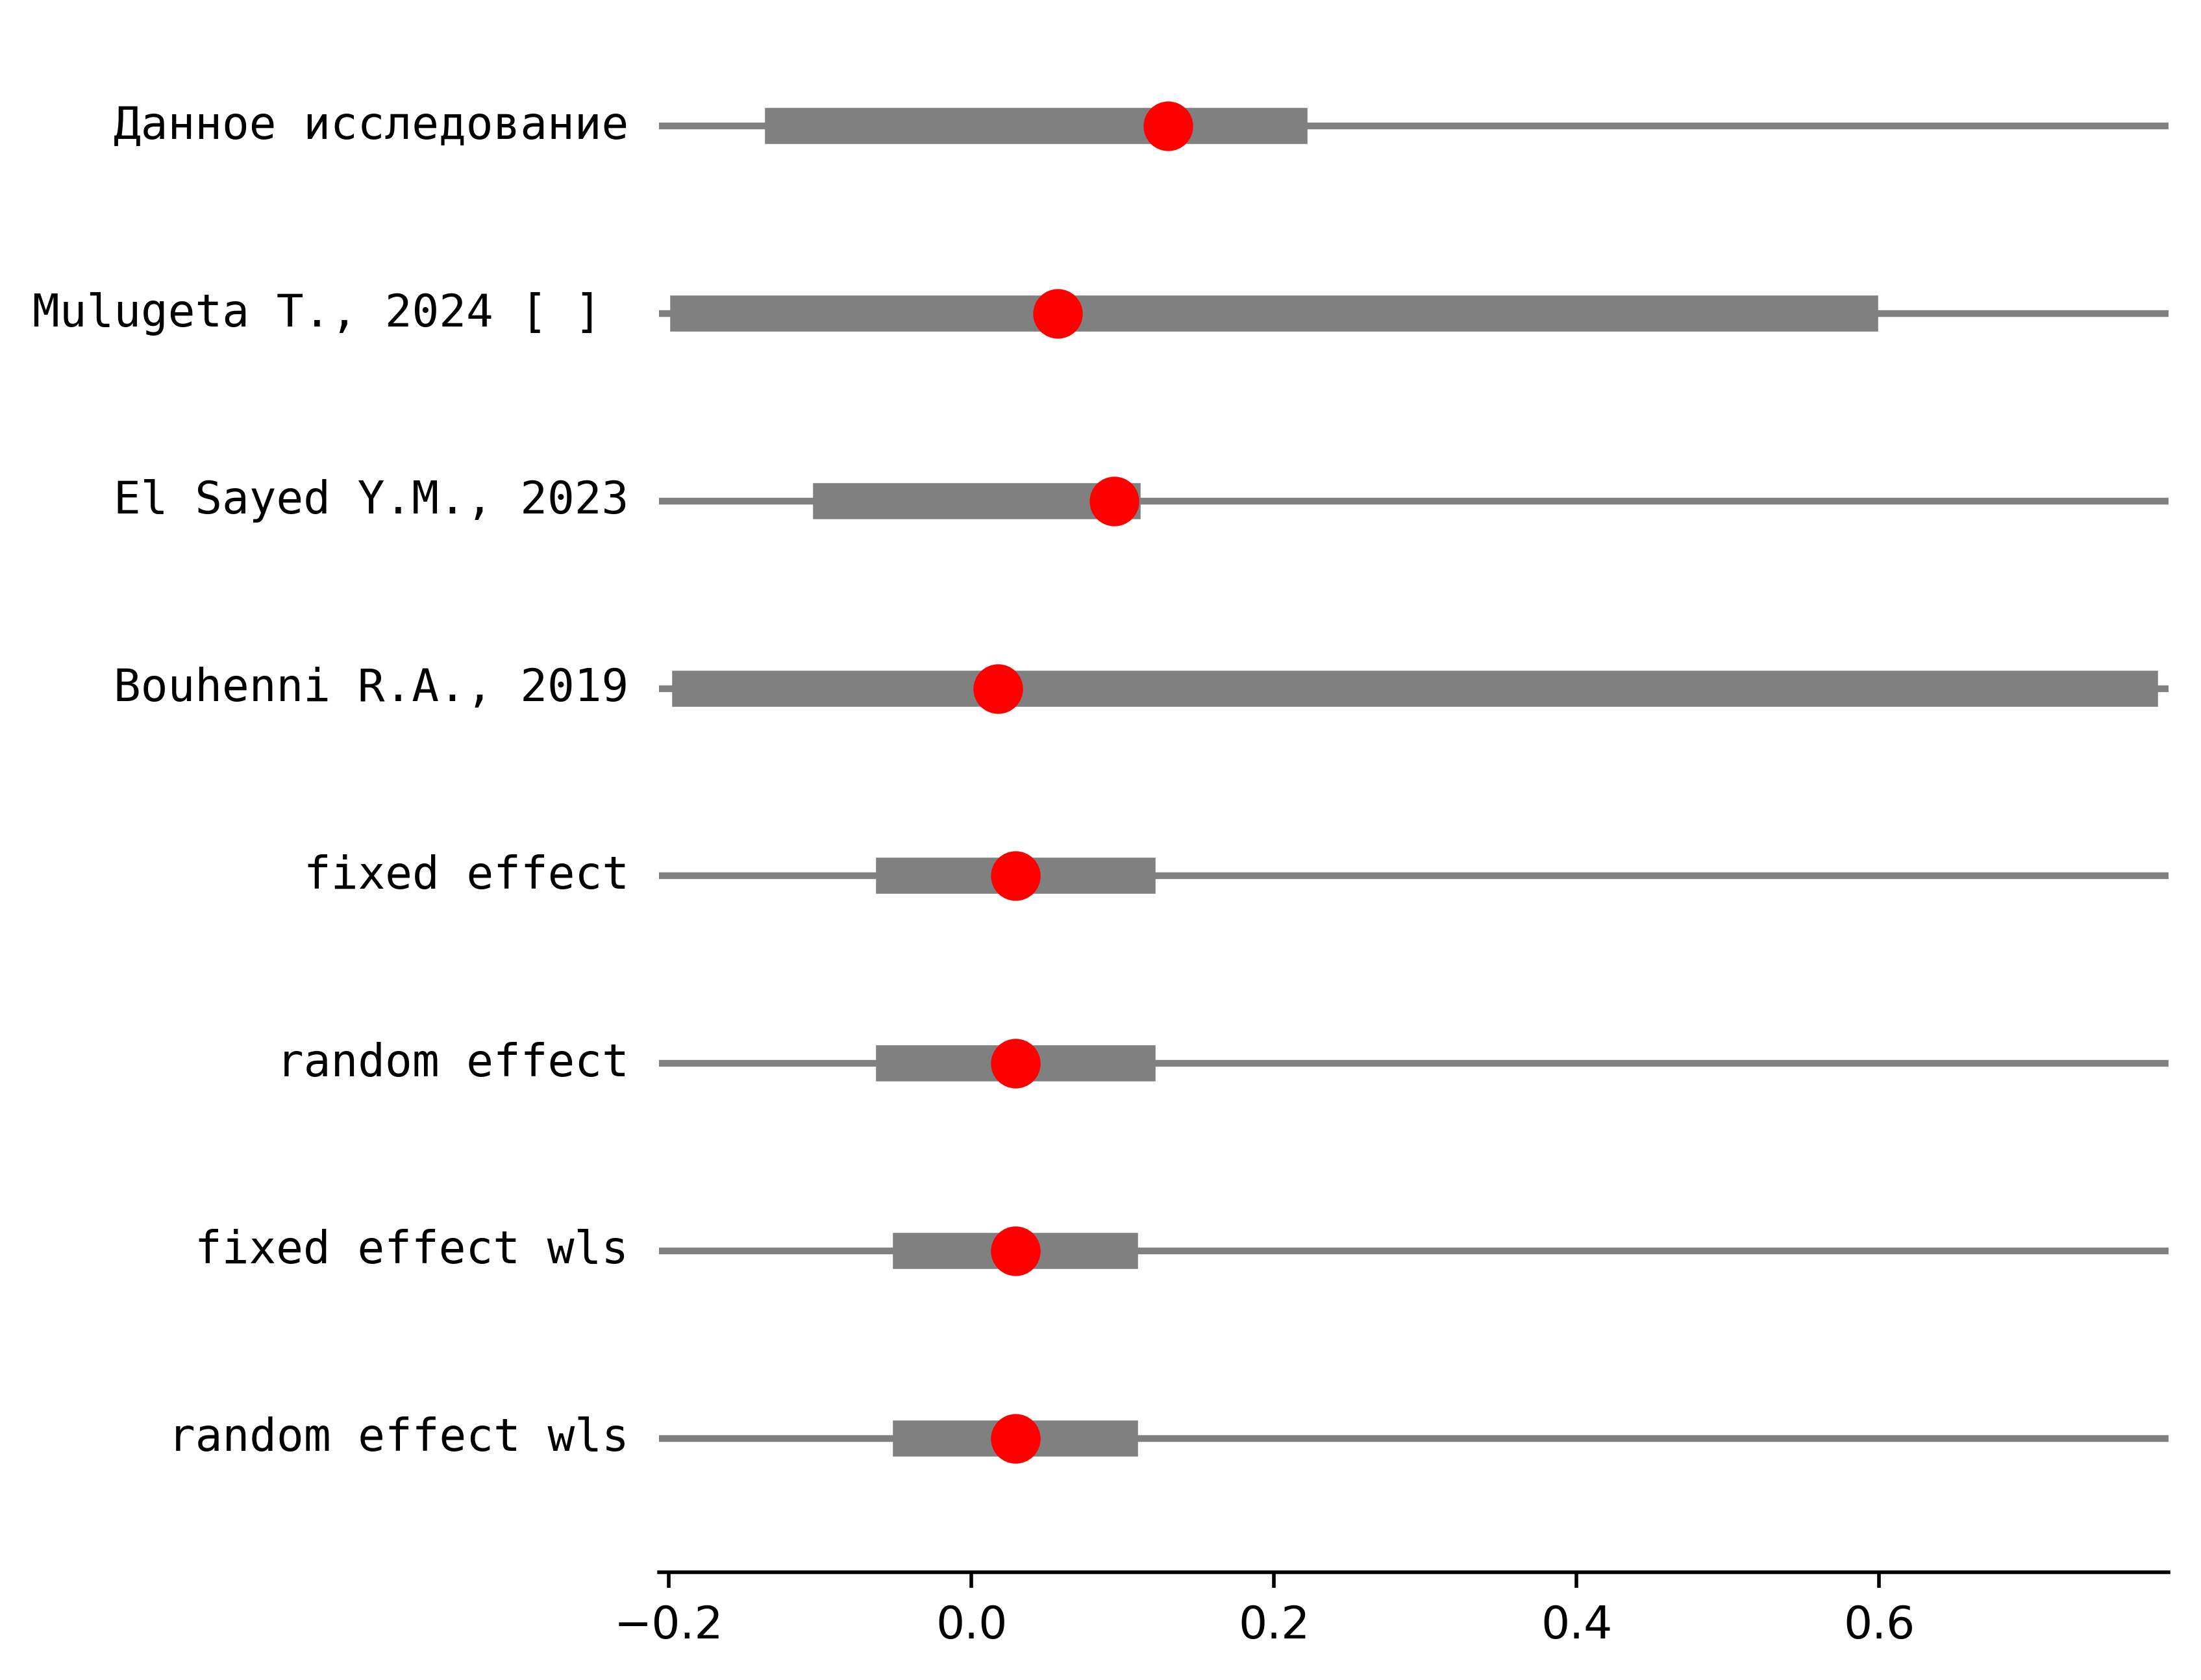 Данное исследование
Mulugeta T., 2024 [ ]
El Sayed Y.M., 2023
Bouhenni R.A., 2019
fixed effect
random effect
fixed effect wls
random effect wls
−0.2 0.0 0.2 0.4 0.6